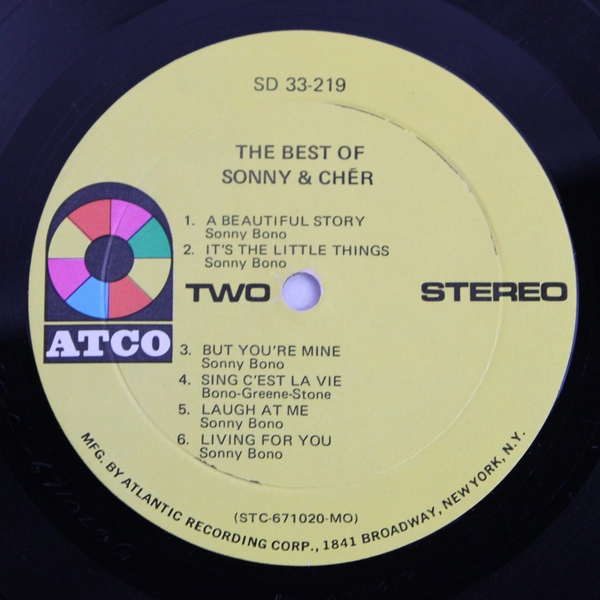 SD 33-219
THE BEST OF
SONNY & CHÉR
1. A BEAUTIFUL STORY
Sonny Bono
2. IT'S THE LITTLE THINGS
Sonny Bono
TWO
STEREO
ATCO
3. BUT YOU'RE MINE
Sonny Bono
4. SING C'EST LA VIE
Bono-Greene-Stone
5. LAUGH AT ME
Sonny Bono
6. LIVING FOR YOU
Sonny Bono
(STC-671020-MO)
MFG. BY ATLANTIC RECORDING CORP., 1841 BROADWAY, NEW YORK, N.Y.